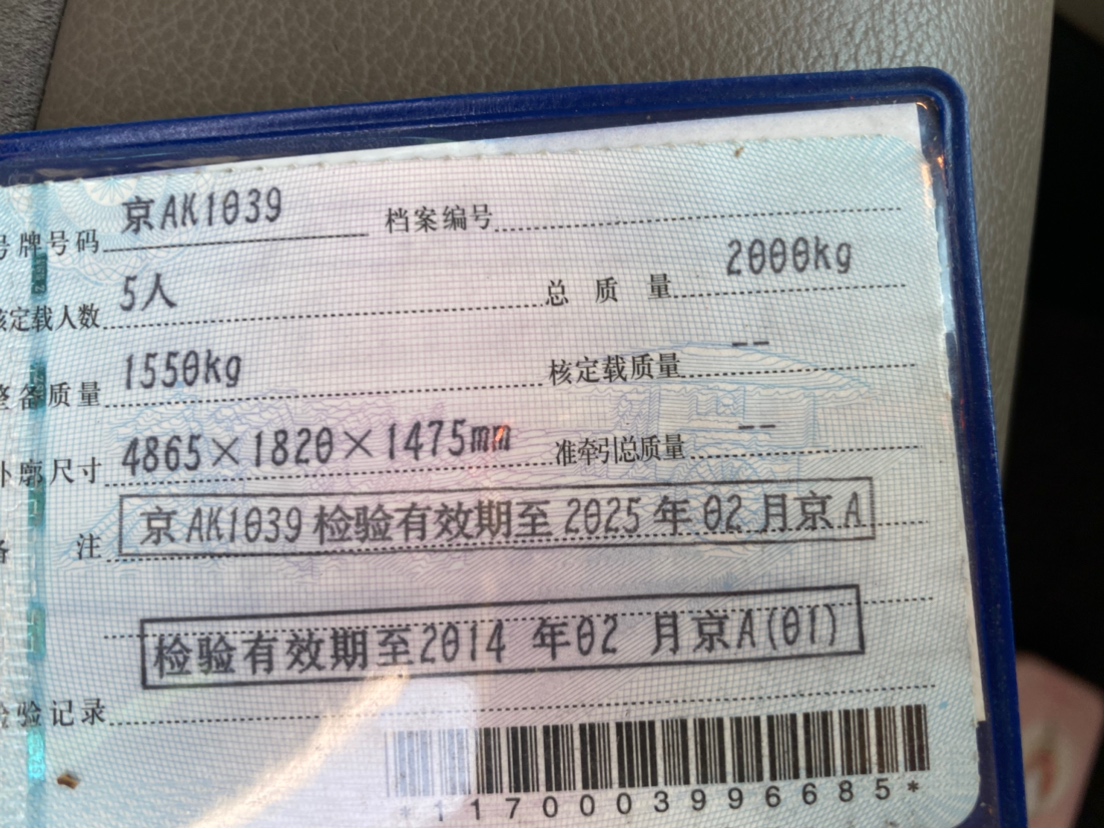 号牌号码 京AK1039 档案编号
核定载人数 5人 总质量 2000kg
整备质量 1550kg 核定载质量 --
外廓尺寸 4865×1820×1475mm 准牵引总质量 --
备注 京AK1039检验有效期至2025年02月京A
检验有效期至2014年02月京A(01)
检验记录
*1170003996685*